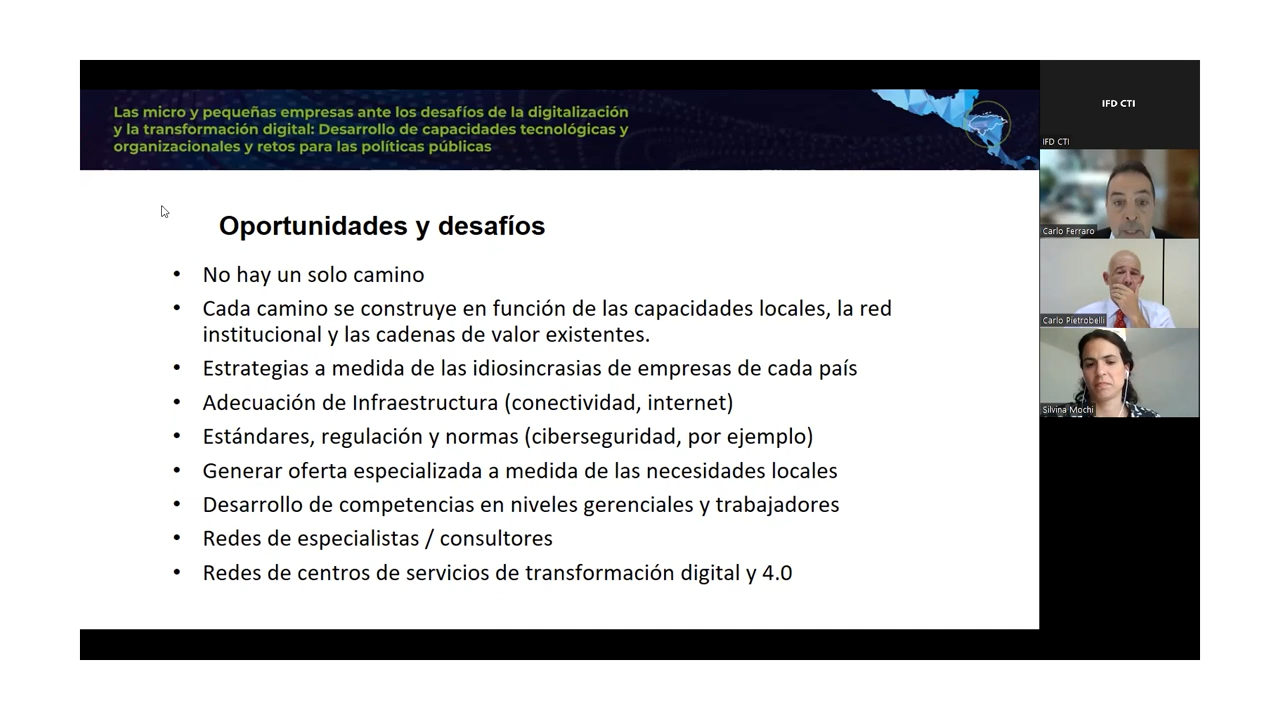 Las micro y pequeñas empresas ante los desafíos de la digitalización
y la transformación digital: Desarrollo de capacidades tecnológicas y
organizacionales y retos para las políticas públicas
Oportunidades y desafíos
• No hay un solo camino
• Cada camino se construye en función de las capacidades locales, la red
institucional y las cadenas de valor existentes.
• Estrategias a medida de las idiosincrasias de empresas de cada país
• Adecuación de Infraestructura (conectividad, internet)
• Estándares, regulación y normas (ciberseguridad, por ejemplo)
• Generar oferta especializada a medida de las necesidades locales
• Desarrollo de competencias en niveles gerenciales y trabajadores
• Redes de especialistas / consultores
• Redes de centros de servicios de transformación digital y 4.0
IFD CTI
IFD CTI
Carlo Ferraro
Carlo Pietrobelli
Silvina Mochi